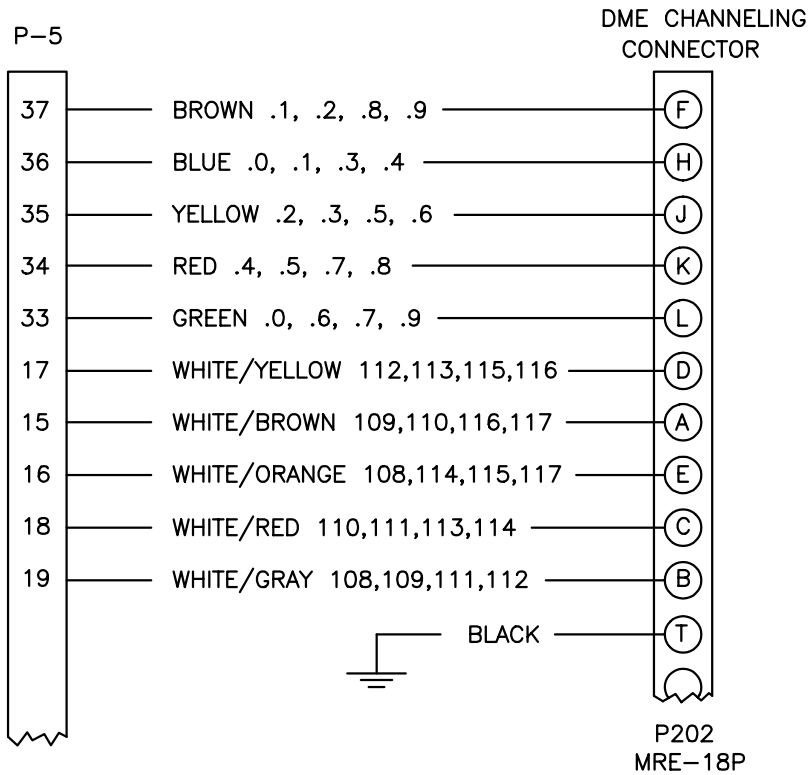 P-5
DME CHANNELING
CONNECTOR
37 BROWN .1, .2, .8, .9 F
36 BLUE .0, .1, .3, .4 H
35 YELLOW .2, .3, .5, .6 J
34 RED .4, .5, .7, .8 K
33 GREEN .0, .6, .7, .9 L
17 WHITE/YELLOW 112,113,115,116 D
15 WHITE/BROWN 109,110,116,117 A
16 WHITE/ORANGE 108,114,115,117 E
18 WHITE/RED 110,111,113,114 C
19 WHITE/GRAY 108,109,111,112 B
BLACK T
P202
MRE-18P